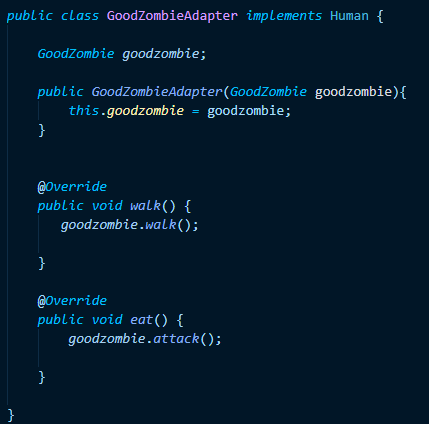 public class GoodZombieAdapter implements Human {
GoodZombie goodzombie;
public GoodZombieAdapter(GoodZombie goodzombie){
this.goodzombie = goodzombie;
}
@Override
public void walk() {
goodzombie.walk();
}
@Override
public void eat() {
goodzombie.attack();
}
}